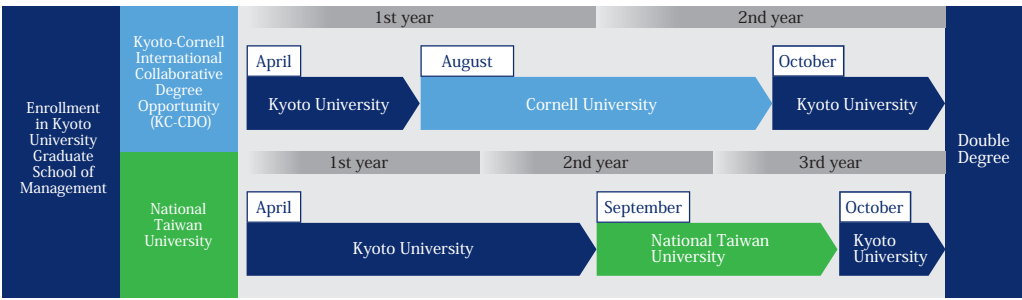 Enrollment
in Kyoto
University
Graduate
School of
Management
Kyoto-Cornell
International
Collaborative
Degree
Opportunity
(KC-CDO)
1st year
2nd year
April
August
October
Kyoto University
Cornell University
Kyoto University
National
Taiwan
University
1st year
2nd year
3rd year
April
September
October
Kyoto University
National Taiwan
University
Kyoto
University
Double
Degree